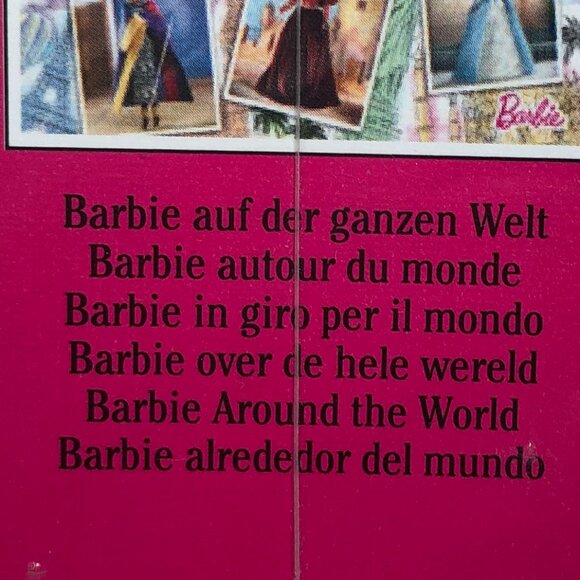 Barbie
Barbie auf der ganzen Welt
Barbie autour du monde
Barbie in giro per il mondo
Barbie over de hele wereld
Barbie Around the World
Barbie alrededor del mundo